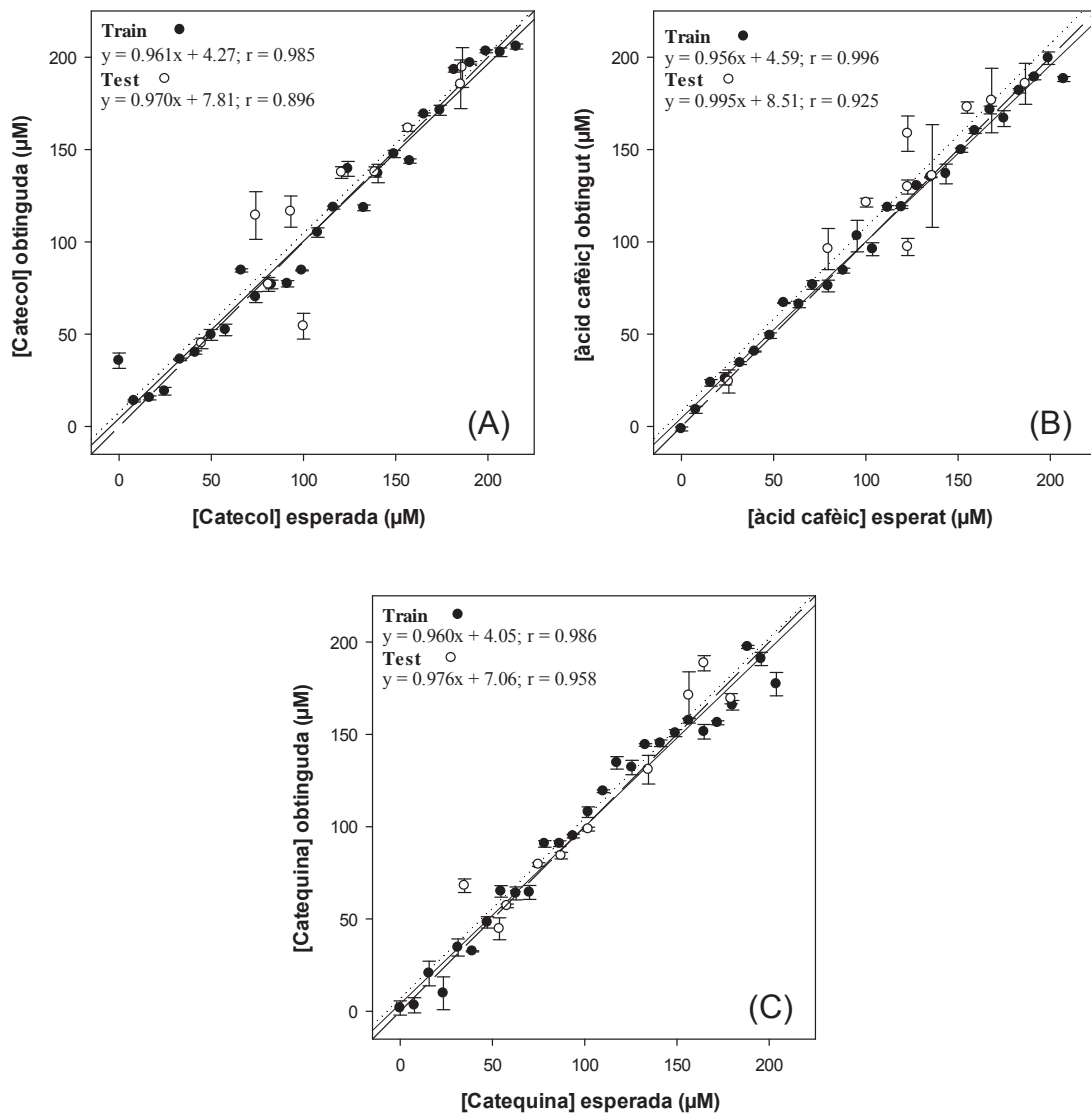 Train
y = 0.961x + 4.27; r = 0.985
Test
y = 0.970x + 7.81; r = 0.896
200
150
100
50
0
[Catecol] obtinguda (µM)
(A)
0 50 100 150 200
[Catecol] esperada (µM)
Train
y = 0.956x + 4.59; r = 0.996
Test
y = 0.995x + 8.51; r = 0.925
200
150
100
50
0
[àcid cafèic] obtingut (µM)
(B)
0 50 100 150 200
[àcid cafèic] esperat (µM)
Train
y = 0.960x + 4.05; r = 0.986
Test
y = 0.976x + 7.06; r = 0.958
200
150
100
50
0
[Catequina] obtinguda (µM)
(C)
0 50 100 150 200
[Catequina] esperada (µM)